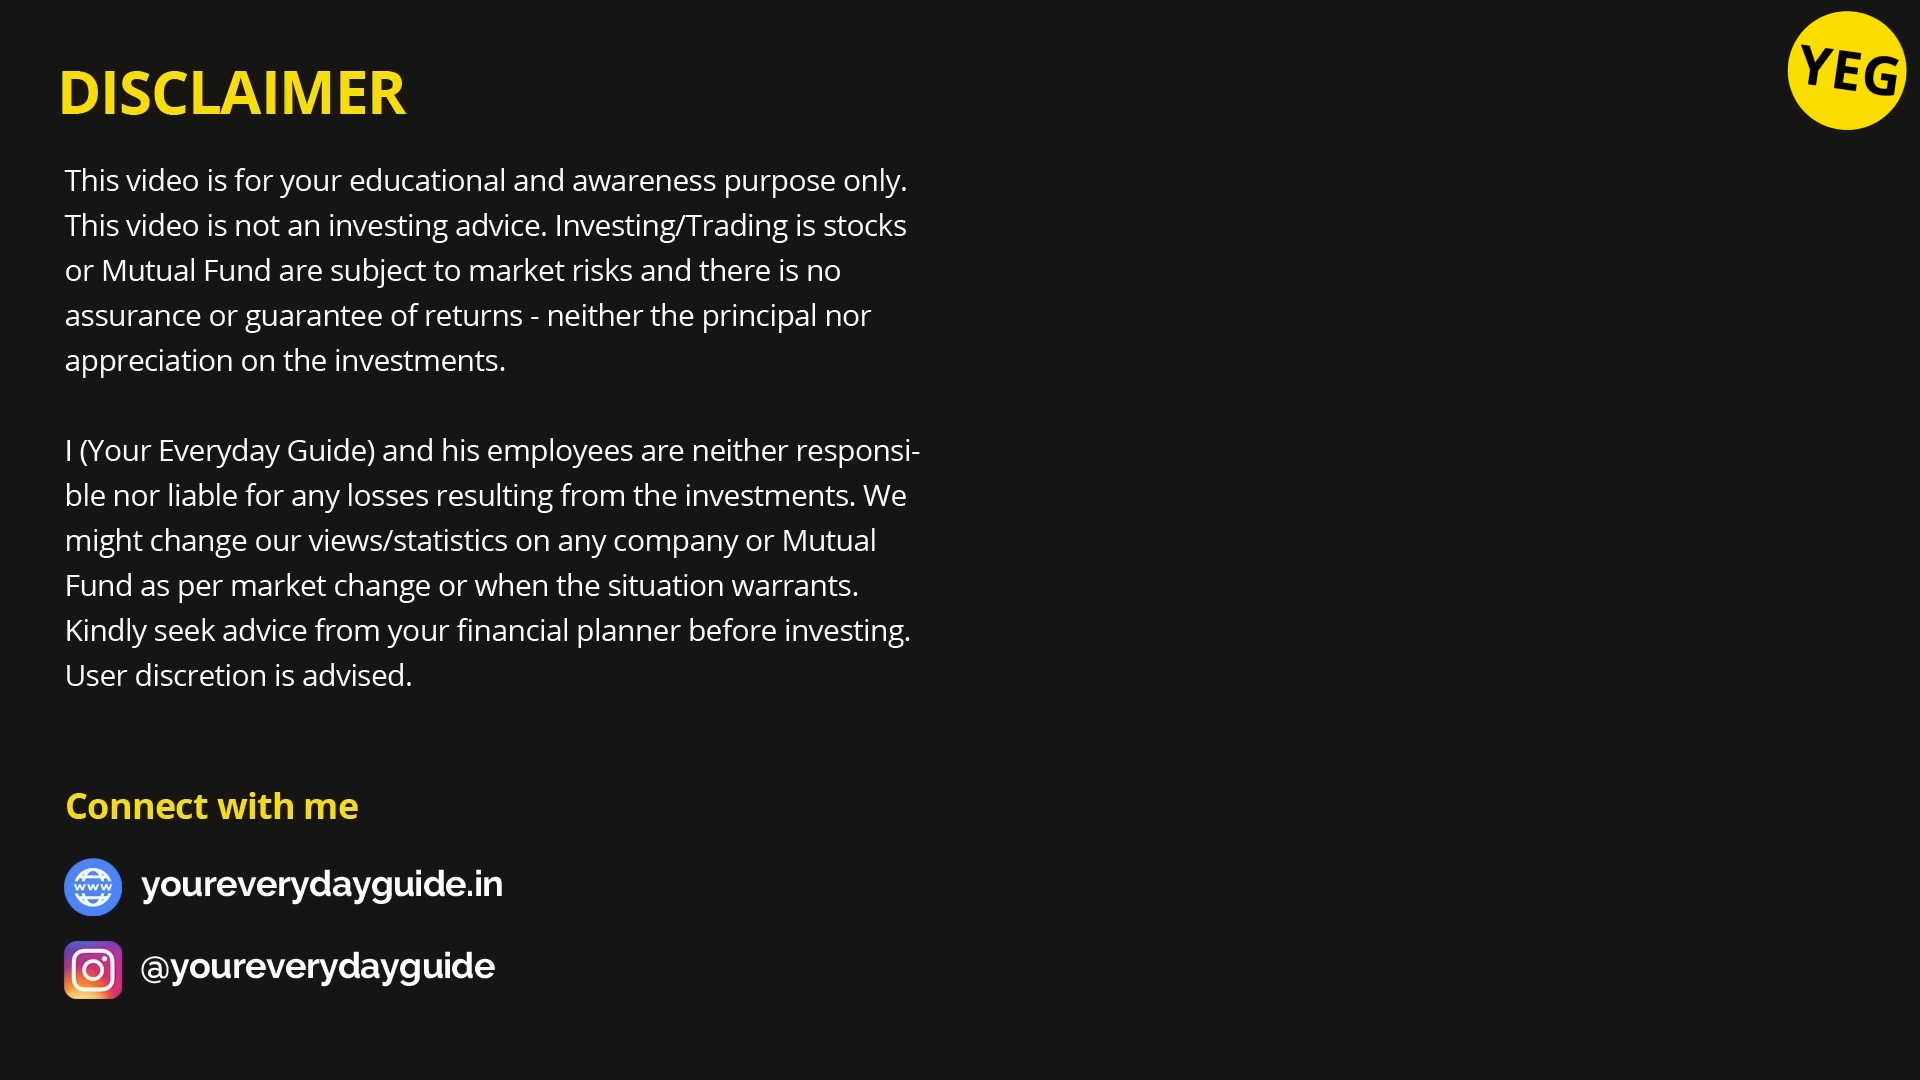 YEG
DISCLAIMER
This video is for your educational and awareness purpose only.
This video is not an investing advice. Investing/Trading is stocks
or Mutual Fund are subject to market risks and there is no
assurance or guarantee of returns - neither the principal nor
appreciation on the investments.
I (Your Everyday Guide) and his employees are neither responsi-
ble nor liable for any losses resulting from the investments. We
might change our views/statistics on any company or Mutual
Fund as per market change or when the situation warrants.
Kindly seek advice from your financial planner before investing.
User discretion is advised.
Connect with me
www
youreverydayguide.in
@youreverydayguide